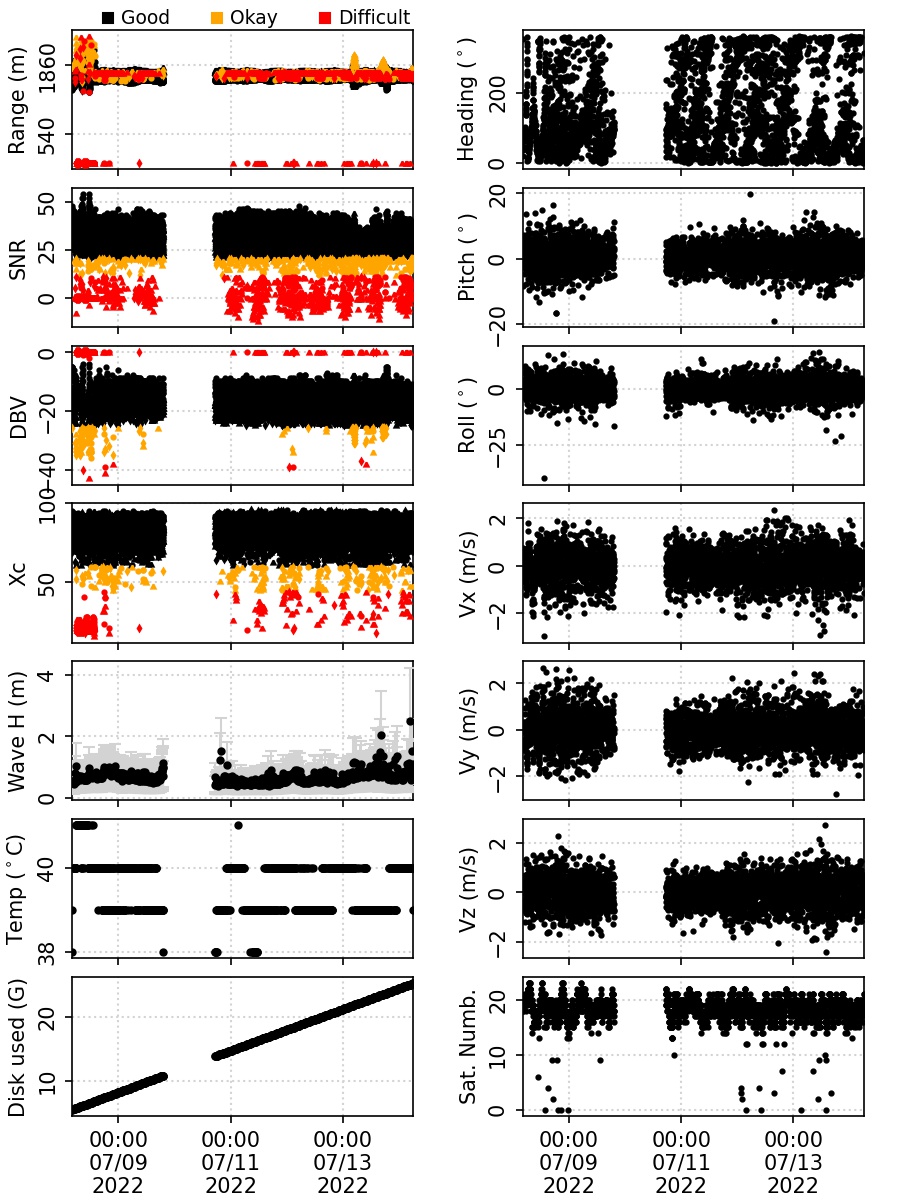 Good Okay Difficult
Range (m)
1860
540
Heading (°)
200
0
SNR
50
25
0
Pitch (°)
20
0
−20
DBV
0
−20
−40
Roll (°)
0
−25
Xc
100
50
Vx (m/s)
2
0
−2
Wave H (m)
4
2
0
Vy (m/s)
2
0
−2
Temp (°C)
40
38
Vz (m/s)
2
0
−2
Disk used (G)
20
10
Sat. Numb.
20
10
0
00:00 00:00 00:00
07/09 07/11 07/13
2022 2022 2022
00:00 00:00 00:00
07/09 07/11 07/13
2022 2022 2022